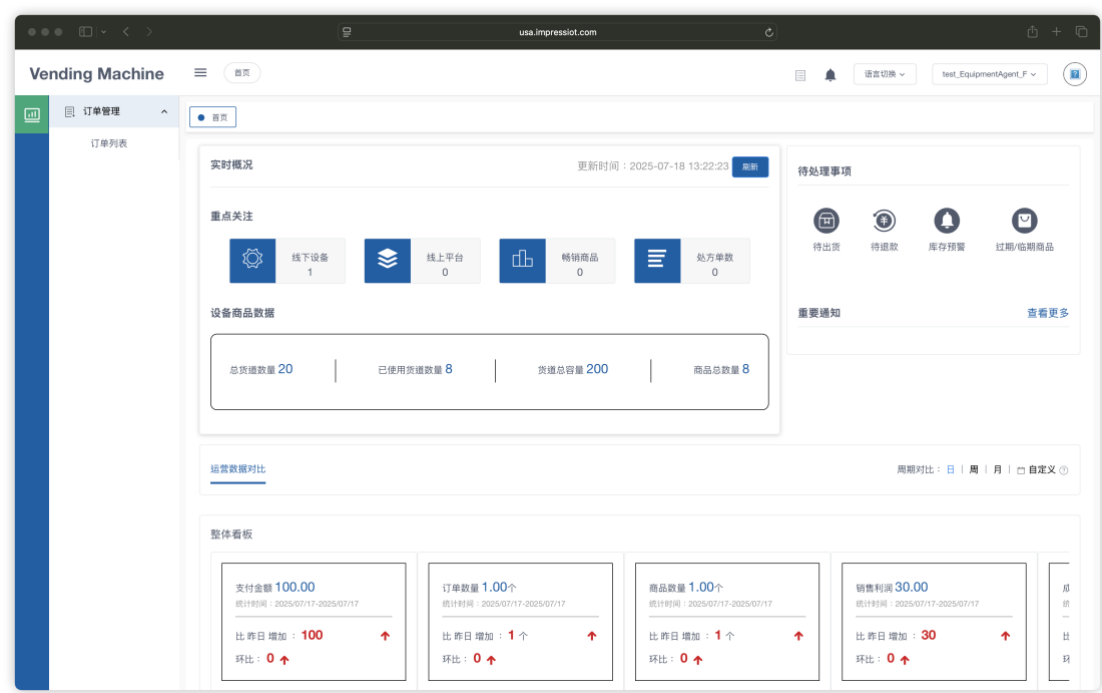 usa.impressiot.com
Vending Machine
首页
语言切换
test_EquipmentAgent_F
订单管理
订单列表
首页
实时概况
更新时间：2025-07-18 13:22:23
刷新
重点关注
线下设备
1
线上平台
0
畅销商品
0
处方单数
0
设备商品数据
总货道数量 20
已使用货道数量 8
货道总容量 200
商品总数量 8
待处理事项
待出货
待退款
库存预警
过期/临期商品
重要通知
查看更多
运营数据对比
周期对比： 日 | 周 | 月 | 自定义
整体看板
支付金额 100.00
统计时间：2025/07/17-2025/07/17
比 昨日 增加 ：100
环比： 0
订单数量 1.00个
统计时间：2025/07/17-2025/07/17
比 昨日 增加 ：1 个
环比： 0
商品数量 1.00个
统计时间：2025/07/17-2025/07/17
比 昨日 增加 ：1 个
环比： 0
销售利润 30.00
统计时间：2025/07/17-2025/07/17
比 昨日 增加 ：30
环比： 0